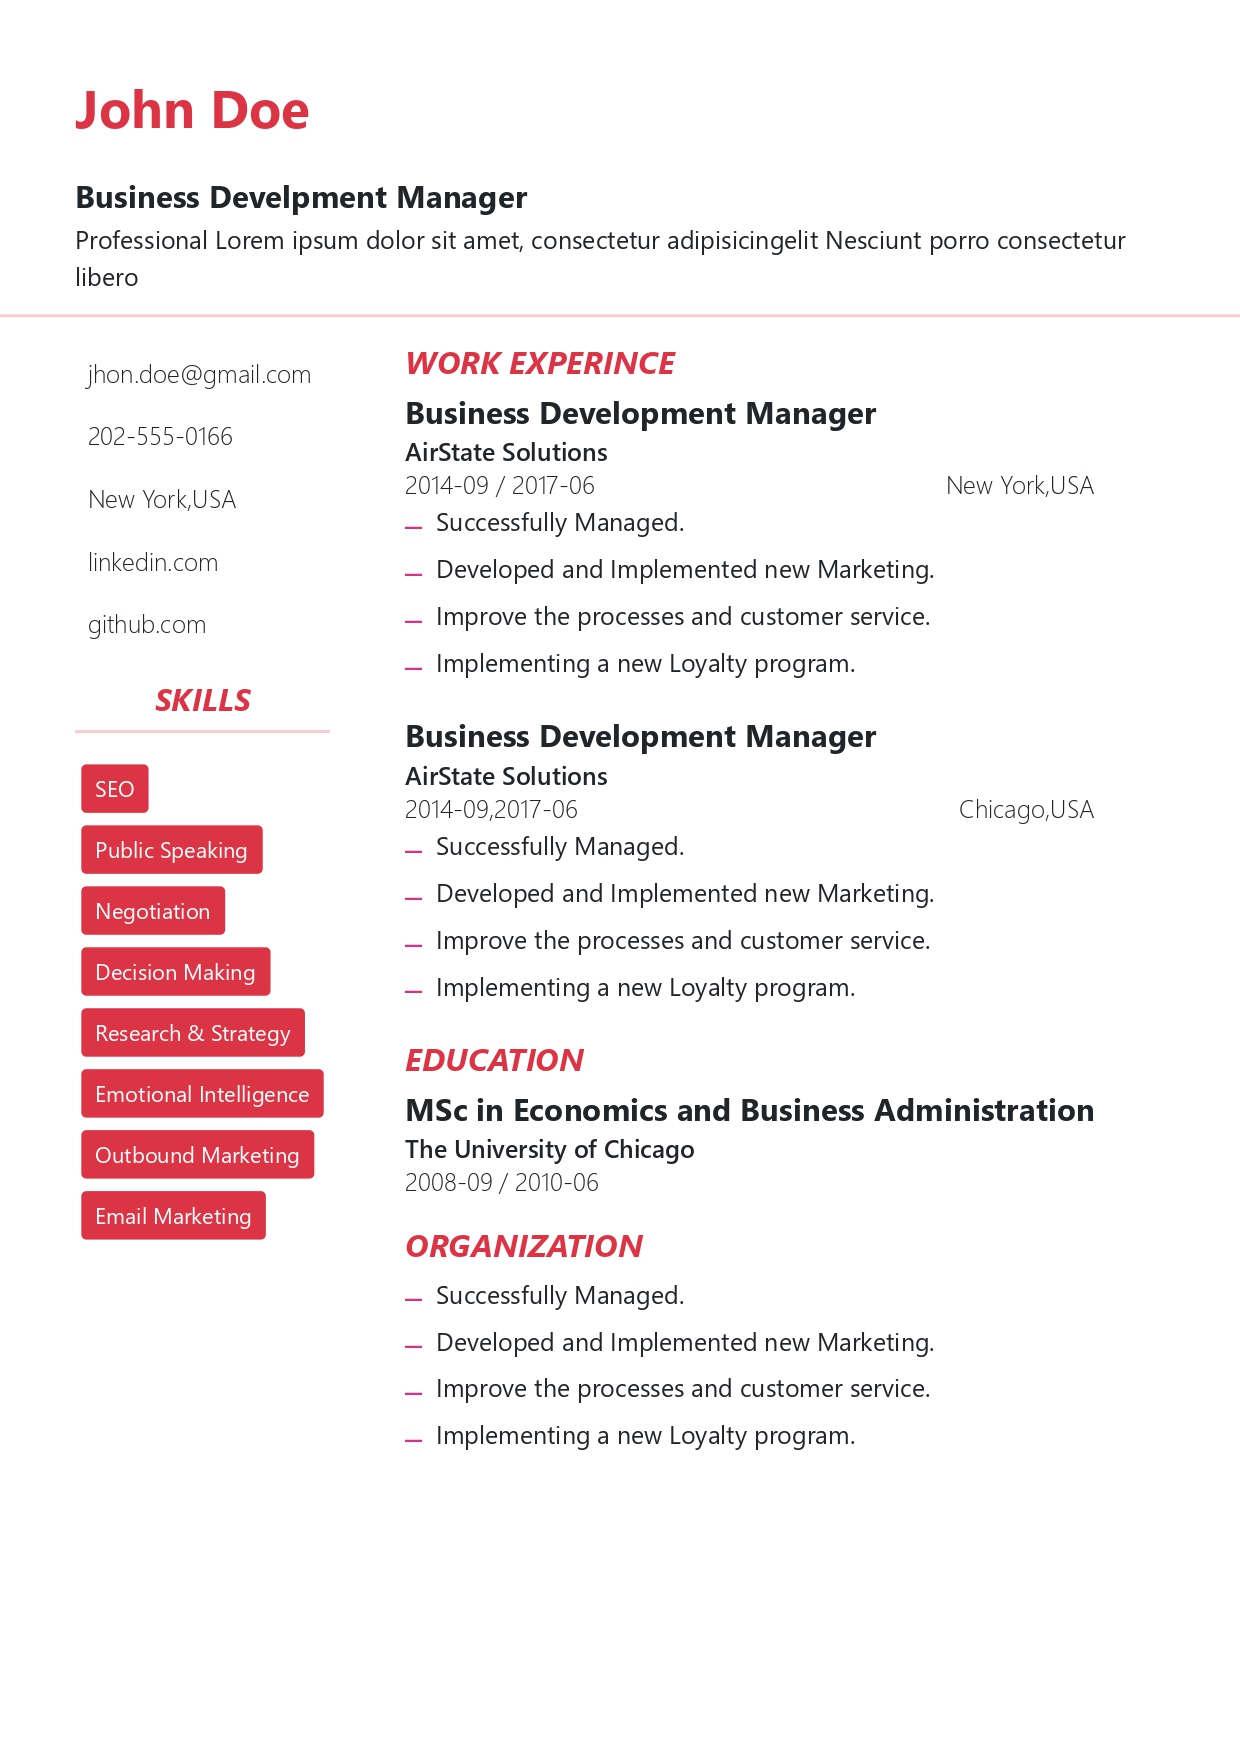 John Doe
Business Develpment Manager
Professional Lorem ipsum dolor sit amet, consectetur adipisicingelit Nesciunt porro consectetur
libero
jhon.doe@gmail.com
202-555-0166
New York,USA
linkedin.com
github.com
SKILLS
SEO
Public Speaking
Negotiation
Decision Making
Research & Strategy
Emotional Intelligence
Outbound Marketing
Email Marketing
WORK EXPERINCE
Business Development Manager
AirState Solutions
2014-09 / 2017-06 New York,USA
Successfully Managed.
Developed and Implemented new Marketing.
Improve the processes and customer service.
Implementing a new Loyalty program.
Business Development Manager
AirState Solutions
2014-09,2017-06 Chicago,USA
Successfully Managed.
Developed and Implemented new Marketing.
Improve the processes and customer service.
Implementing a new Loyalty program.
EDUCATION
MSc in Economics and Business Administration
The University of Chicago
2008-09 / 2010-06
ORGANIZATION
Successfully Managed.
Developed and Implemented new Marketing.
Improve the processes and customer service.
Implementing a new Loyalty program.